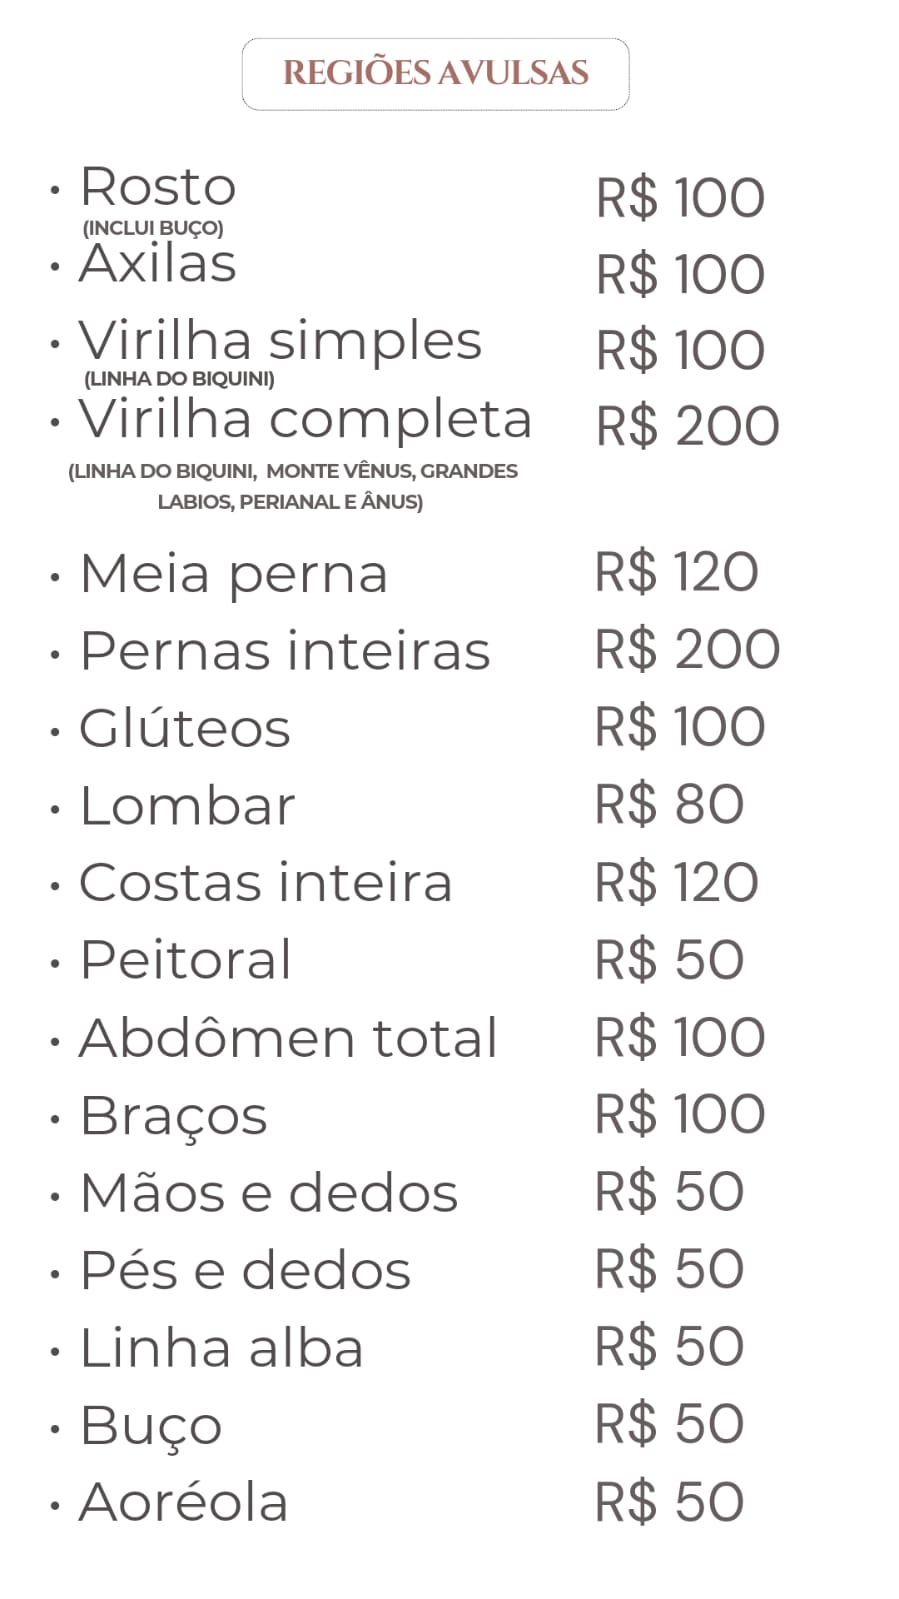 REGIÕES AVULSAS
• Rosto R$ 100
(INCLUI BUÇO)
• Axilas R$ 100
• Virilha simples R$ 100
(LINHA DO BIQUINI)
• Virilha completa R$ 200
(LINHA DO BIQUINI, MONTE VÊNUS, GRANDES
LABIOS, PERIANAL E ÂNUS)
• Meia perna R$ 120
• Pernas inteiras R$ 200
• Glúteos R$ 100
• Lombar R$ 80
• Costas inteira R$ 120
• Peitoral R$ 50
• Abdômen total R$ 100
• Braços R$ 100
• Mãos e dedos R$ 50
• Pés e dedos R$ 50
• Linha alba R$ 50
• Buço R$ 50
• Aoréola R$ 50